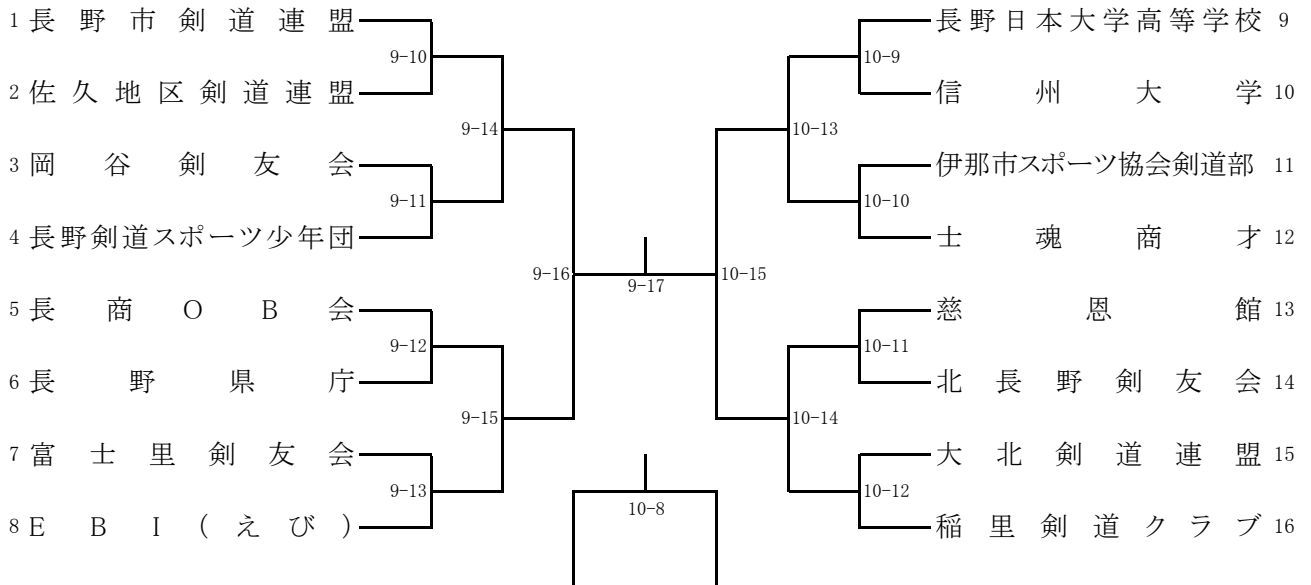 1 長野市剣道連盟
9-10
2 佐久地区剣道連盟
9-14
3 岡谷剣友会
9-11
4 長野剣道スポーツ少年団
9-16
5 長商OB会
9-12
6 長野県庁
9-15
7 富士里剣友会
9-13
8 EBI(えび)
9-17
10-8
長野日本大学高等学校 9
10-9
信州大学 10
10-13
伊那市スポーツ協会剣道部 11
10-10
士魂商才 12
10-15
慈恩館 13
10-11
北長野剣友会 14
10-14
大北剣道連盟 15
10-12
稲里剣道クラブ 16